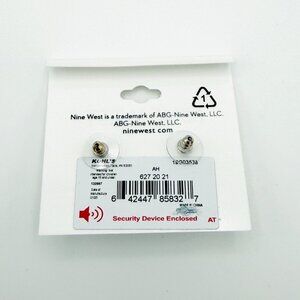 Nine West is a trademark of ABG-Nine West, LLC.
ABG-Nine West, LLC.
ninewest.com
1
KOHL'S
AH
627 20 21
6 42447 85832 7
Security Device Enclosed
AT